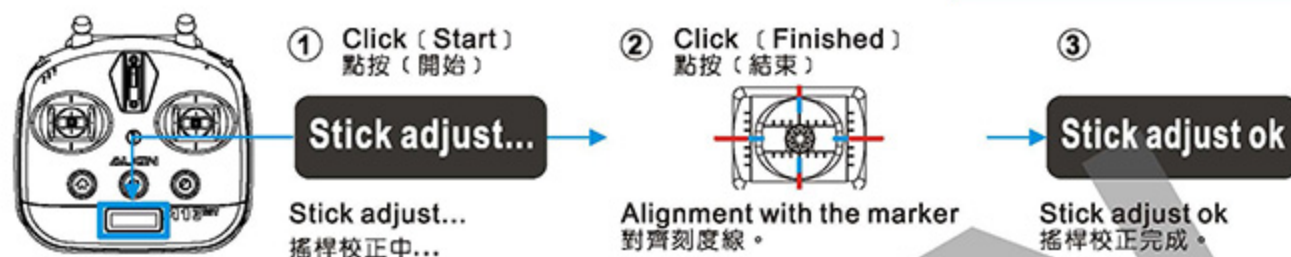 ① Click（Start）
點按（開始）
Stick adjust...
Stick adjust...
搖桿校正中...
② Click （Finished）
點按（結束）
Alignment with the marker
對齊刻度線。
③
Stick adjust ok
Stick adjust ok
搖桿校正完成。
ALIGN